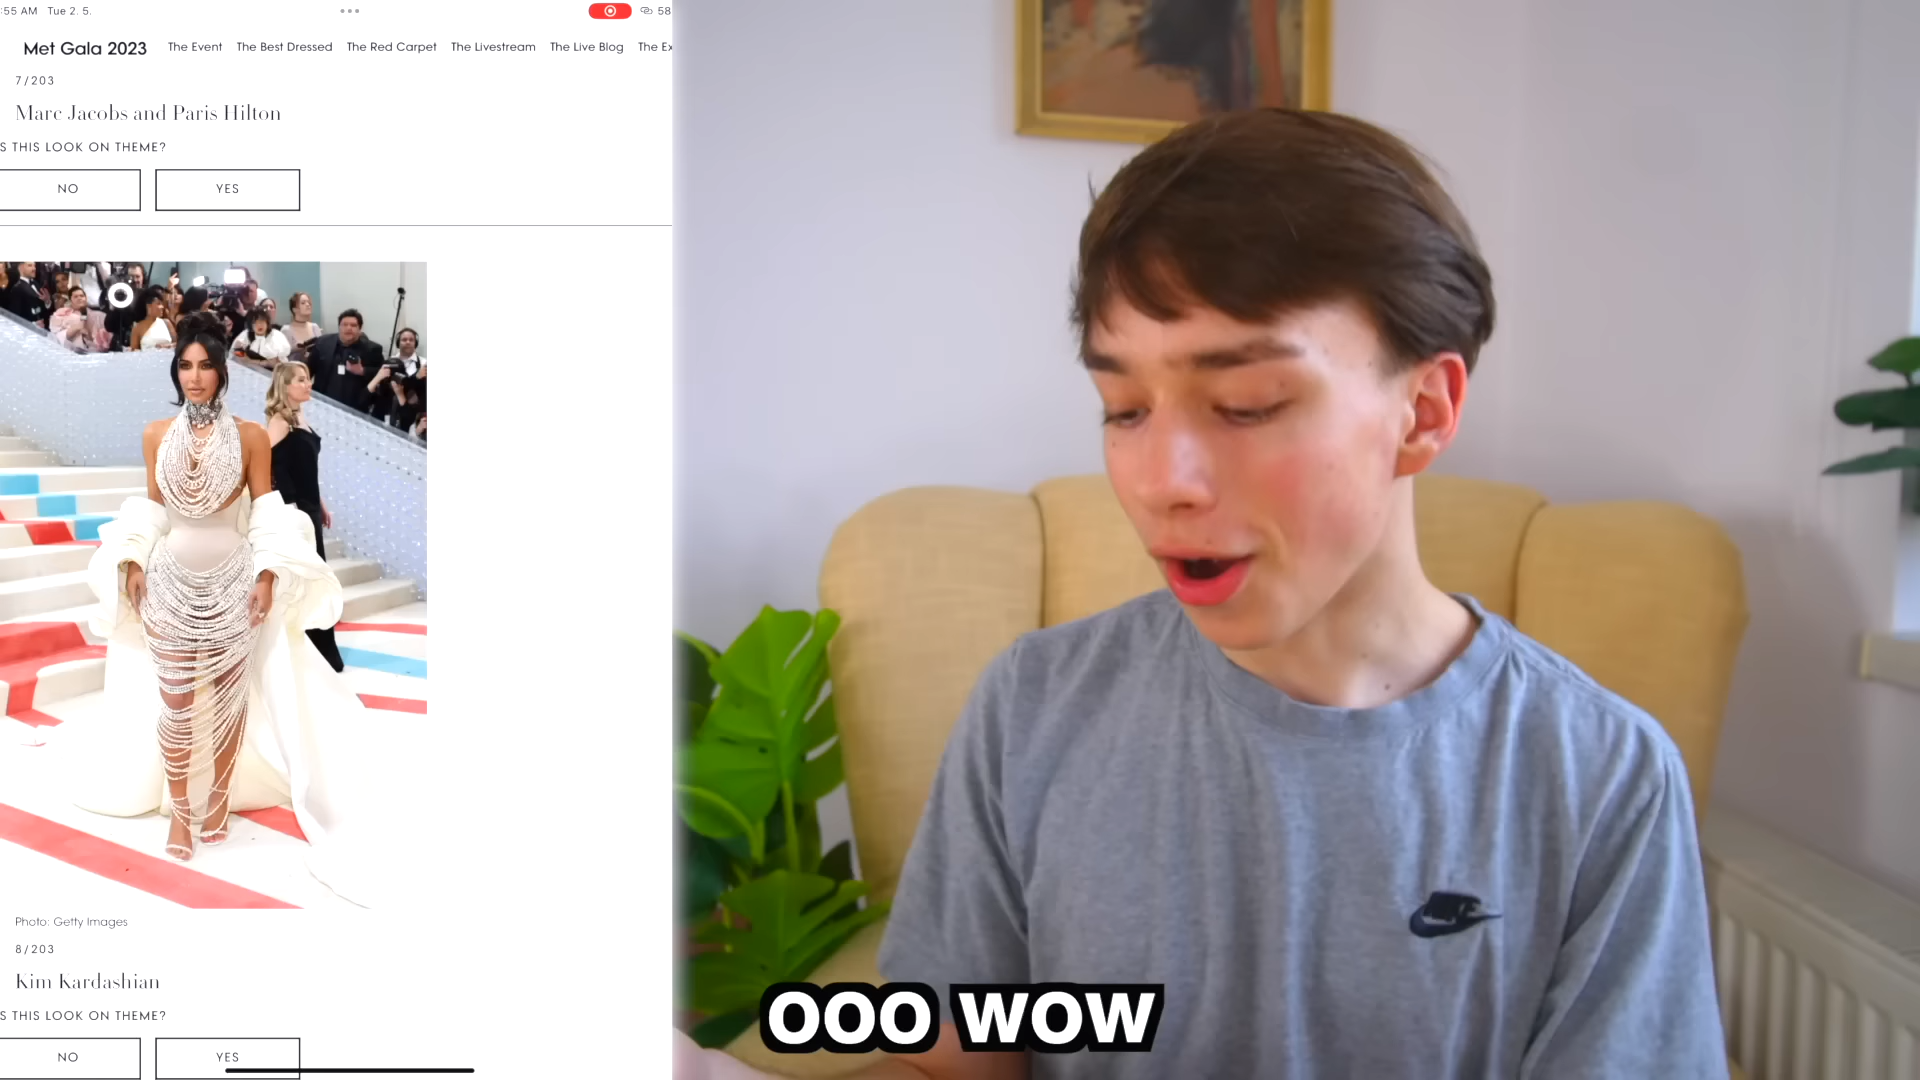 :55 AM Tue 2. 5.
58
Met Gala 2023 The Event The Best Dressed The Red Carpet The Livestream The Live Blog The Ex
7/203
Marc Jacobs and Paris Hilton
S THIS LOOK ON THEME?
NO YES
Photo: Getty Images
8/203
Kim Kardashian
S THIS LOOK ON THEME?
NO YES
OOO WOW